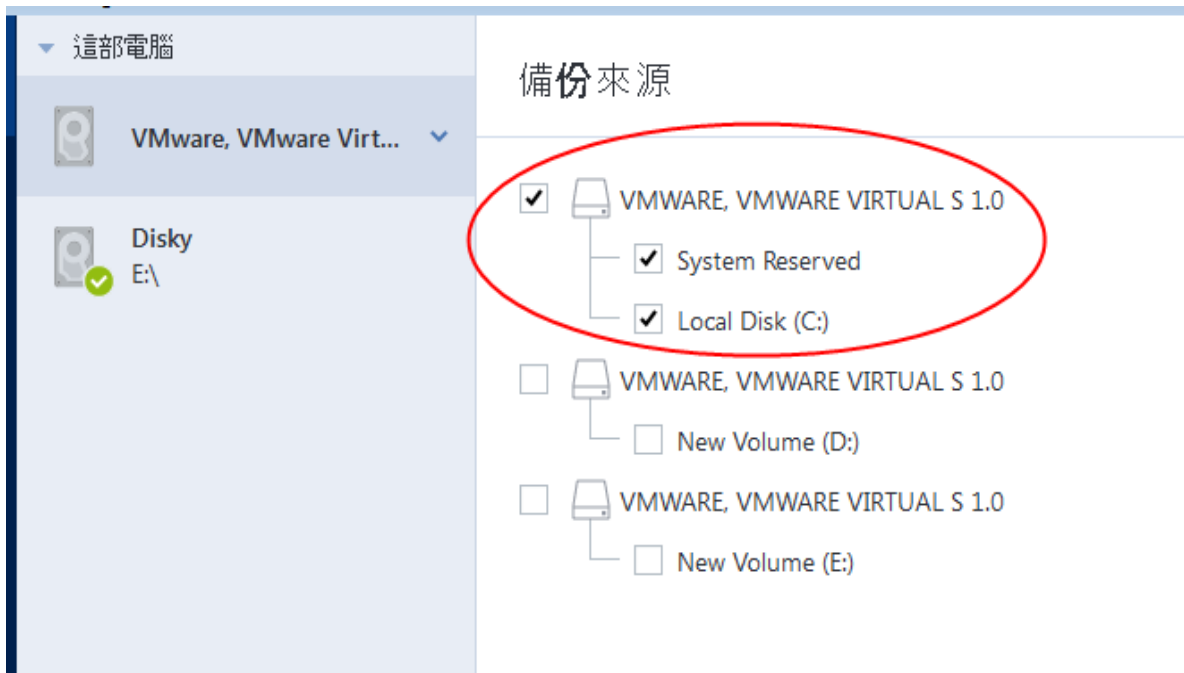 這部電腦
VMware, VMware Virt...
Disky
E:\
備份來源
VMWARE, VMWARE VIRTUAL S 1.0
System Reserved
Local Disk (C:)
VMWARE, VMWARE VIRTUAL S 1.0
New Volume (D:)
VMWARE, VMWARE VIRTUAL S 1.0
New Volume (E:)